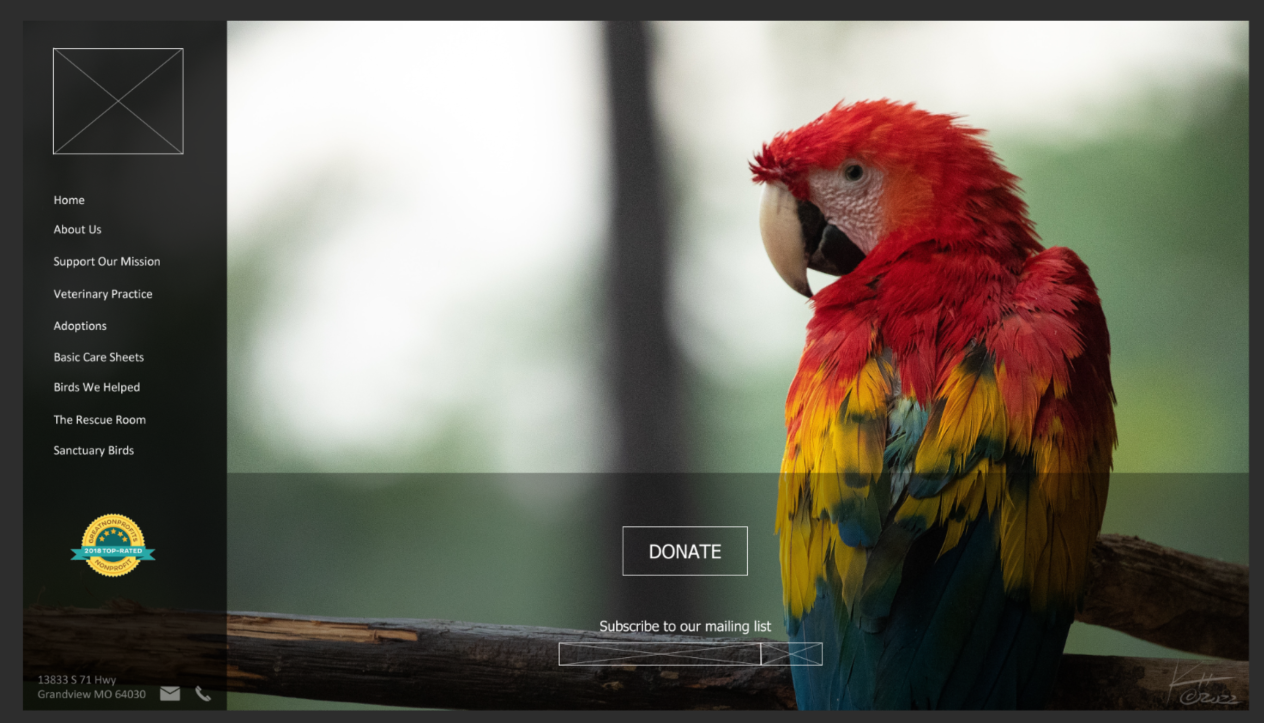 Home
About Us
Support Our Mission
Veterinary Practice
Adoptions
Basic Care Sheets
Birds We Helped
The Rescue Room
Sanctuary Birds
GREATNONPROFITS
2018 TOP-RATED
NONPROFIT
13833 S 71 Hwy
Grandview MO 64030
DONATE
Subscribe to our mailing list
©2022